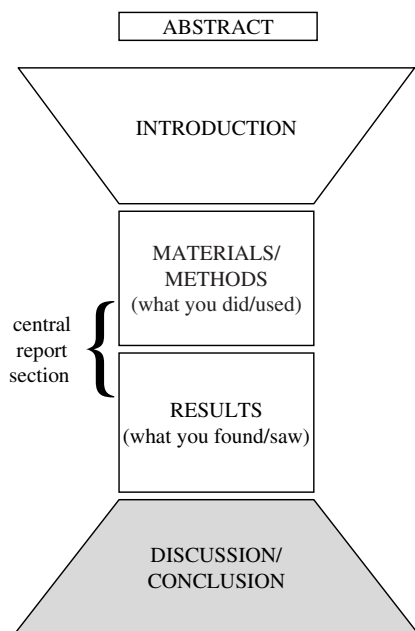 ABSTRACT
INTRODUCTION
MATERIALS/
METHODS
(what you did/used)
central
report
section
RESULTS
(what you found/saw)
DISCUSSION/
CONCLUSION